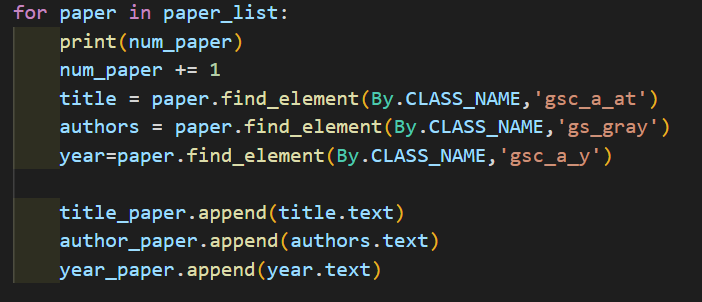 for paper in paper_list:
    print(num_paper)
    num_paper += 1
    title = paper.find_element(By.CLASS_NAME,'gsc_a_at')
    authors = paper.find_element(By.CLASS_NAME,'gs_gray')
    year=paper.find_element(By.CLASS_NAME,'gsc_a_y')

    title_paper.append(title.text)
    author_paper.append(authors.text)
    year_paper.append(year.text)